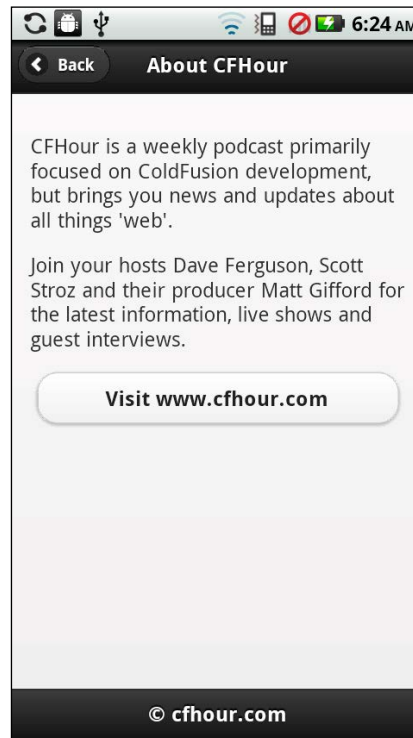 6:24 AM
Back
About CFHour
CFHour is a weekly podcast primarily
focused on ColdFusion development,
but brings you news and updates about
all things 'web'.
Join your hosts Dave Ferguson, Scott
Stroz and their producer Matt Gifford for
the latest information, live shows and
guest interviews.
Visit www.cfhour.com
© cfhour.com